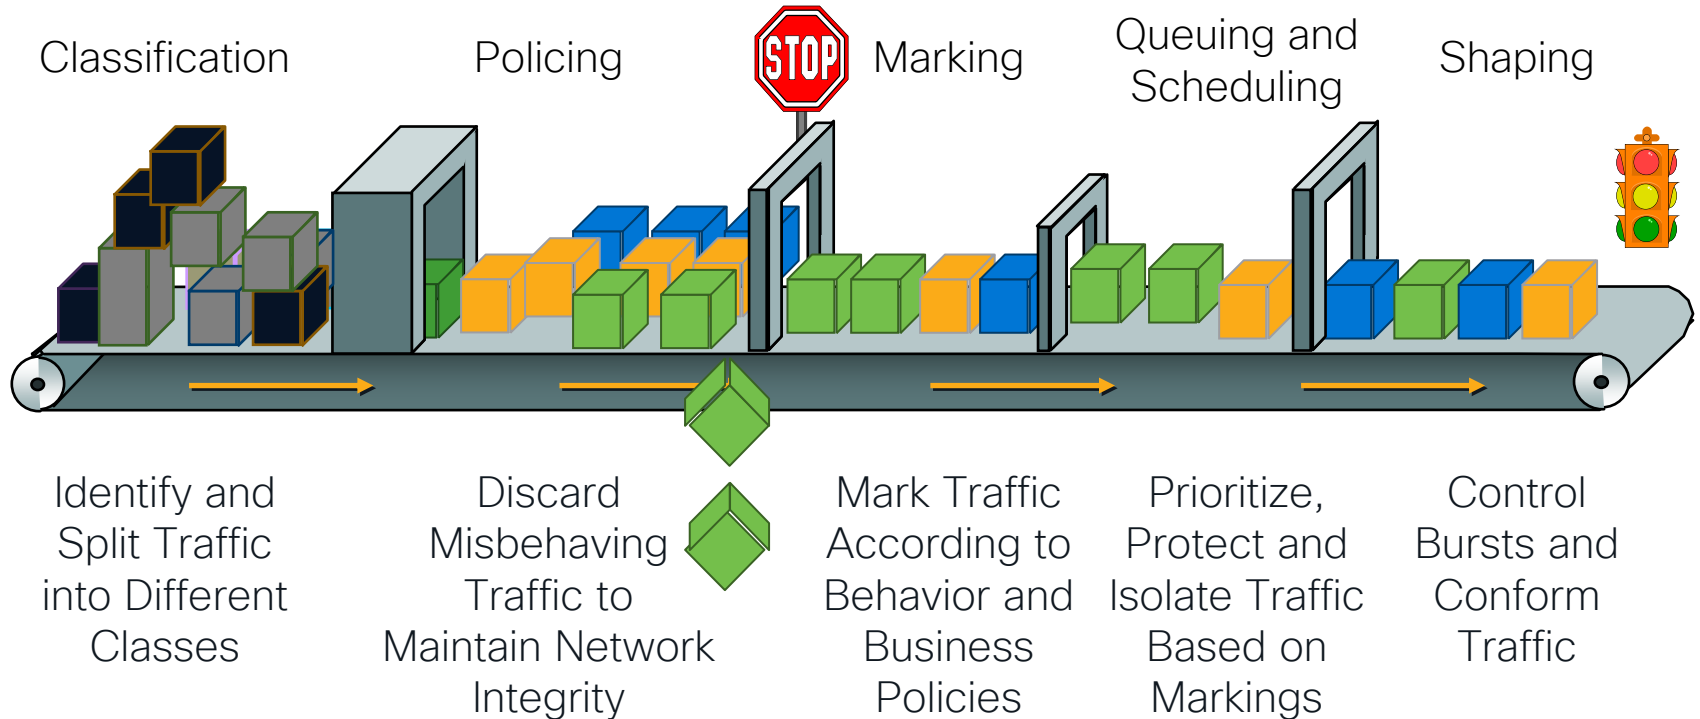 Classification
Policing
STOP
Marking
Queuing and
Scheduling
Shaping
Identify and
Split Traffic
into Different
Classes
Discard
Misbehaving
Traffic to
Maintain Network
Integrity
Mark Traffic
According to
Behavior and
Business
Policies
Prioritize,
Protect and
Isolate Traffic
Based on
Markings
Control
Bursts and
Conform
Traffic